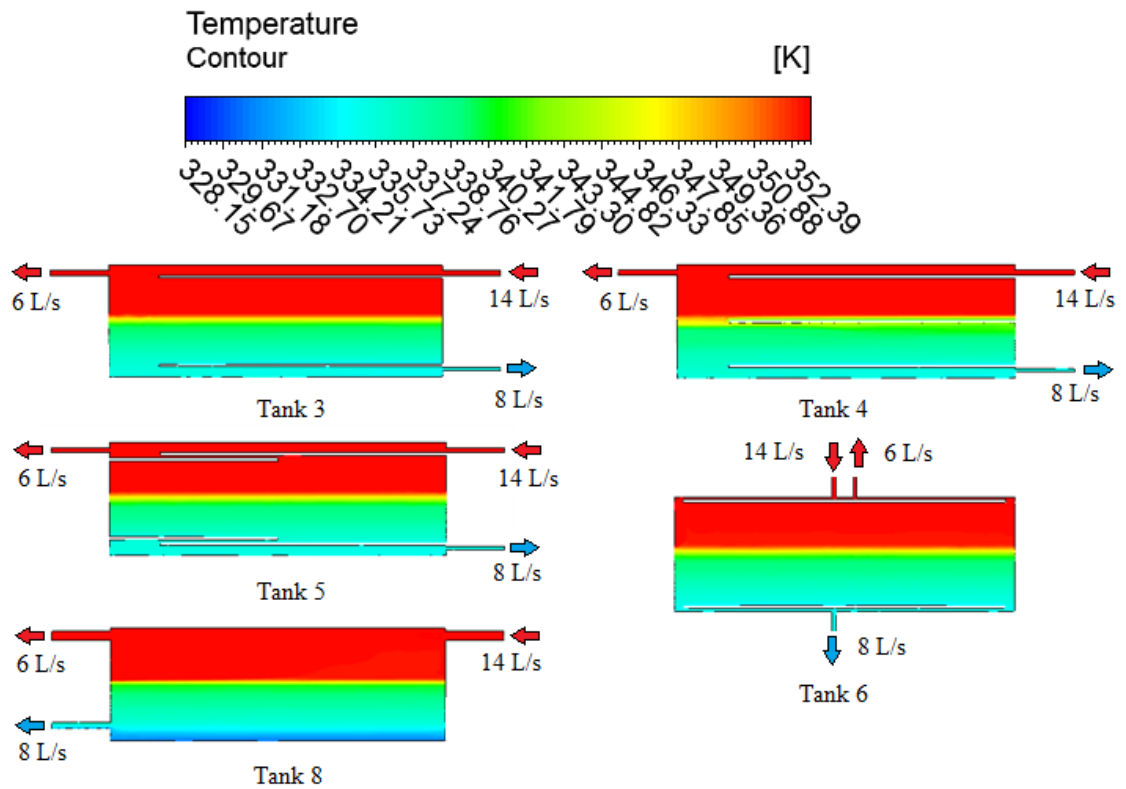 Temperature
Contour [K]
328.15 329.67 331.18 332.70 334.21 335.73 337.24 338.76 340.27 341.79 343.30 344.82 346.33 347.85 349.36 350.88 352.39
6 L/s 14 L/s 6 L/s 14 L/s
8 L/s 8 L/s
Tank 3 Tank 4
14 L/s 6 L/s
6 L/s 14 L/s
8 L/s
Tank 5
8 L/s
6 L/s 14 L/s
Tank 6
8 L/s
Tank 8